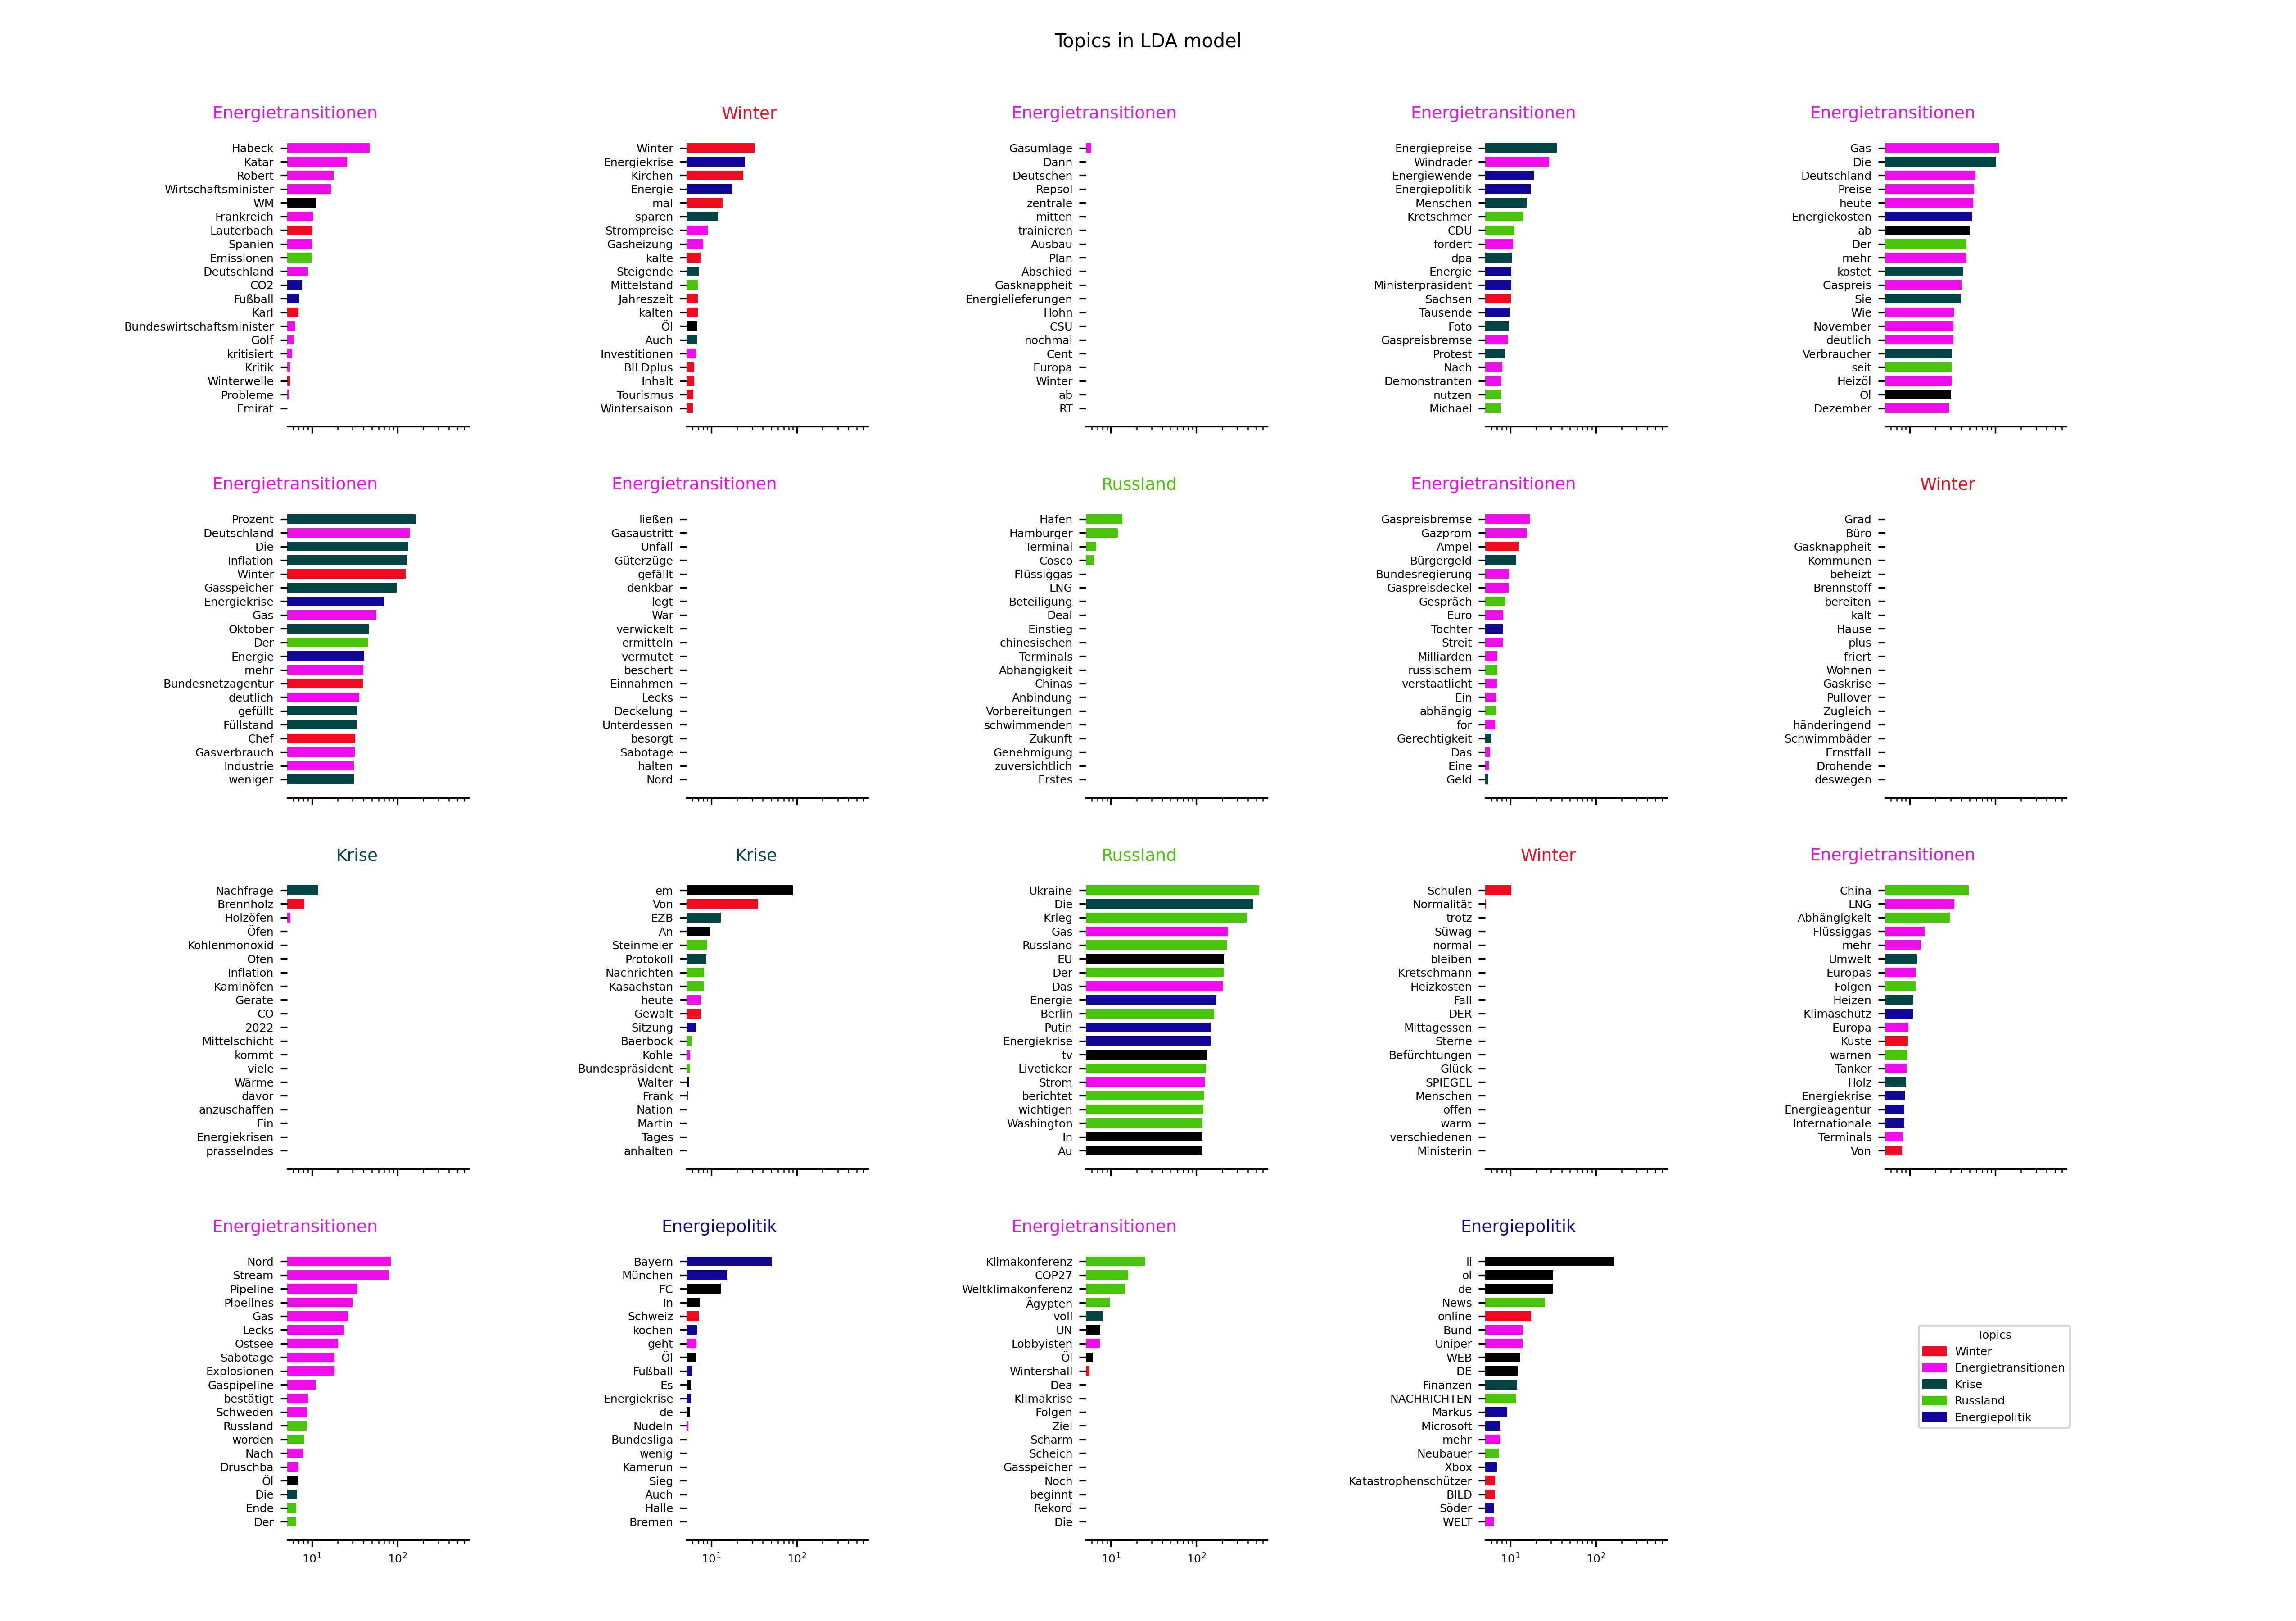 Topics in LDA model
Energietransitionen
Habeck
Katar
Robert
Wirtschaftsminister
WM
Frankreich
Lauterbach
Spanien
Emissionen
Deutschland
CO2
Fußball
Karl
Bundeswirtschaftsminister
Golf
kritisiert
Kritik
Winterwelle
Probleme
Emirat
Winter
Winter
Energiekrise
Kirchen
Energie
mal
sparen
Strompreise
Gasheizung
kalte
Steigende
Mittelstand
Jahreszeit
kalten
Öl
Auch
Investitionen
BILDplus
Inhalt
Tourismus
Wintersaison
Energietransitionen
Gasumlage
Dann
Deutschen
Repsol
zentrale
mitten
trainieren
Ausbau
Plan
Abschied
Gasknappheit
Energielieferungen
Hohn
CSU
nochmal
Cent
Europa
Winter
ab
RT
Energietransitionen
Energiepreise
Windräder
Energiewende
Energiepolitik
Menschen
Kretschmer
CDU
fordert
dpa
Energie
Ministerpräsident
Sachsen
Tausende
Foto
Gaspreisbremse
Protest
Nach
Demonstranten
nutzen
Michael
Energietransitionen
Gas
Die
Deutschland
Preise
heute
Energiekosten
ab
Der
mehr
kostet
Gaspreis
Sie
Wie
November
deutlich
Verbraucher
seit
Heizöl
Öl
Dezember
Energietransitionen
Prozent
Deutschland
Die
Inflation
Winter
Gasspeicher
Energiekrise
Gas
Oktober
Der
Energie
mehr
Bundesnetzagentur
deutlich
gefüllt
Füllstand
Chef
Gasverbrauch
Industrie
weniger
Energietransitionen
ließen
Gasaustritt
Unfall
Güterzüge
gefällt
denkbar
legt
War
verwickelt
ermitteln
vermutet
beschert
Einnahmen
Lecks
Deckelung
Unterdessen
besorgt
Sabotage
halten
Nord
Russland
Hafen
Hamburger
Terminal
Cosco
Flüssiggas
LNG
Beteiligung
Deal
Einstieg
chinesischen
Terminals
Abhängigkeit
Chinas
Anbindung
Vorbereitungen
schwimmenden
Zukunft
Genehmigung
zuversichtlich
Erstes
Energietransitionen
Gaspreisbremse
Gazprom
Ampel
Bürgergeld
Bundesregierung
Gaspreisdeckel
Gespräch
Euro
Tochter
Streit
Milliarden
russischem
verstaatlicht
Ein
abhängig
for
Gerechtigkeit
Das
Eine
Geld
Winter
Grad
Büro
Gasknappheit
Kommunen
beheizt
Brennstoff
bereiten
kalt
Hause
plus
friert
Wohnen
Gaskrise
Pullover
Zugleich
händeringend
Schwimmbäder
Ernstfall
Drohende
deswegen
Krise
Nachfrage
Brennholz
Holzöfen
Öfen
Kohlenmonoxid
Ofen
Inflation
Kaminöfen
Geräte
CO
2022
Mittelschicht
kommt
viele
Wärme
davor
anzuschaffen
Ein
Energiekrisen
prasselndes
Krise
em
Von
EZB
An
Steinmeier
Protokoll
Nachrichten
Kasachstan
heute
Gewalt
Sitzung
Baerbock
Kohle
Bundespräsident
Walter
Frank
Nation
Martin
Tages
anhalten
Russland
Ukraine
Die
Krieg
Gas
Russland
EU
Der
Das
Energie
Berlin
Putin
Energiekrise
tv
Liveticker
Strom
berichtet
wichtigen
Washington
In
Au
Winter
Schulen
Normalität
trotz
Süwag
normal
bleiben
Kretschmann
Heizkosten
Fall
DER
Mittagessen
Sterne
Befürchtungen
Glück
SPIEGEL
Menschen
offen
warm
verschiedenen
Ministerin
Energietransitionen
China
LNG
Abhängigkeit
Flüssiggas
mehr
Umwelt
Europas
Folgen
Heizen
Klimaschutz
Europa
Küste
warnen
Tanker
Holz
Energiekrise
Energieagentur
Internationale
Terminals
Von
Energietransitionen
Nord
Stream
Pipeline
Pipelines
Gas
Lecks
Ostsee
Sabotage
Explosionen
Gaspipeline
bestätigt
Schweden
Russland
worden
Nach
Druschba
Öl
Die
Ende
Der
10¹ 10²
Energiepolitik
Bayern
München
FC
In
Schweiz
kochen
geht
Öl
Fußball
Es
Energiekrise
de
Nudeln
Bundesliga
wenig
Kamerun
Sieg
Auch
Halle
Bremen
10¹ 10²
Energietransitionen
Klimakonferenz
COP27
Weltklimakonferenz
Ägypten
voll
UN
Lobbyisten
Öl
Wintershall
Dea
Klimakrise
Folgen
Ziel
Scharm
Scheich
Gasspeicher
Noch
beginnt
Rekord
Die
10¹ 10²
Energiepolitik
li
ol
de
News
online
Bund
Uniper
WEB
DE
Finanzen
NACHRICHTEN
Markus
Microsoft
mehr
Neubauer
Xbox
Katastrophenschützer
BILD
Söder
WELT
10¹ 10²
Topics
Winter
Energietransitionen
Krise
Russland
Energiepolitik